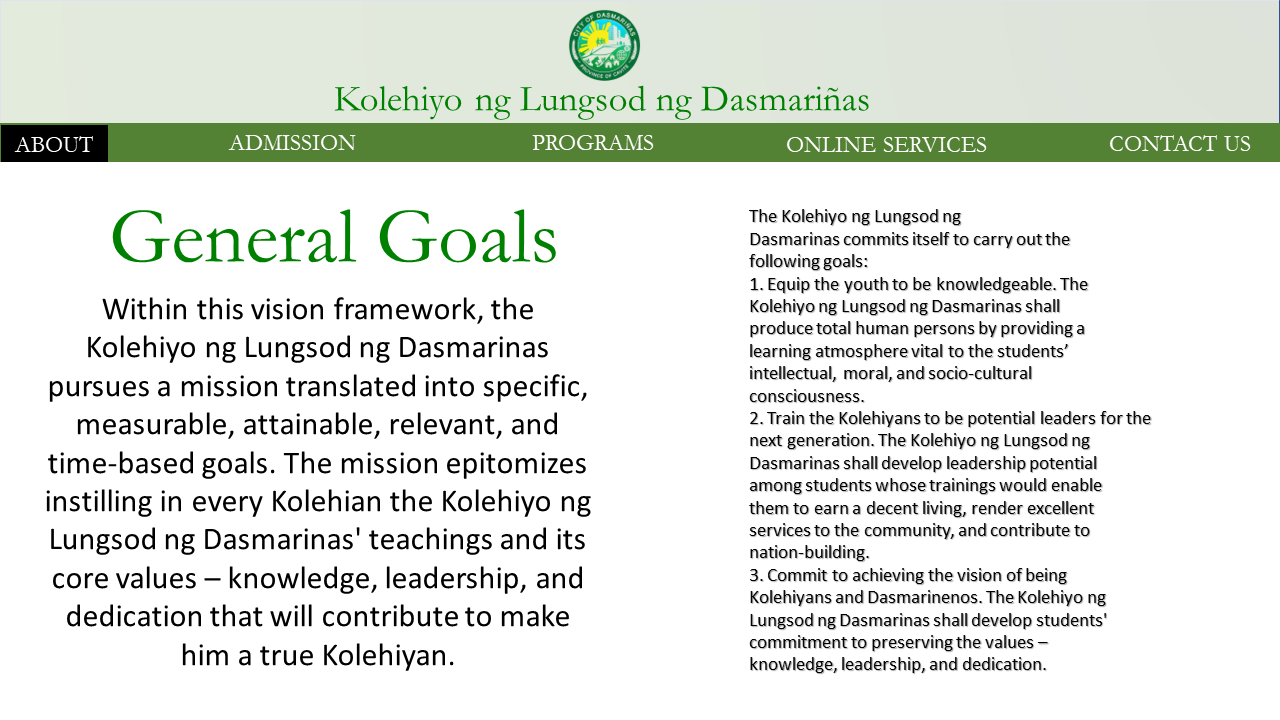 CITY OF DASMARIÑAS
PROVINCE OF CAVITE
Kolehiyo ng Lungsod ng Dasmariñas
ABOUT
ADMISSION
PROGRAMS
ONLINE SERVICES
CONTACT US
General Goals
Within this vision framework, the
Kolehiyo ng Lungsod ng Dasmarinas
pursues a mission translated into specific,
measurable, attainable, relevant, and
time-based goals. The mission epitomizes
instilling in every Kolehian the Kolehiyo ng
Lungsod ng Dasmarinas' teachings and its
core values – knowledge, leadership, and
dedication that will contribute to make
him a true Kolehiyan.
The Kolehiyo ng Lungsod ng
Dasmarinas commits itself to carry out the
following goals:
1. Equip the youth to be knowledgeable. The
Kolehiyo ng Lungsod ng Dasmarinas shall
produce total human persons by providing a
learning atmosphere vital to the students’
intellectual, moral, and socio-cultural
consciousness.
2. Train the Kolehiyans to be potential leaders for the
next generation. The Kolehiyo ng Lungsod ng
Dasmarinas shall develop leadership potential
among students whose trainings would enable
them to earn a decent living, render excellent
services to the community, and contribute to
nation-building.
3. Commit to achieving the vision of being
Kolehiyans and Dasmarinenos. The Kolehiyo ng
Lungsod ng Dasmarinas shall develop students'
commitment to preserving the values –
knowledge, leadership, and dedication.